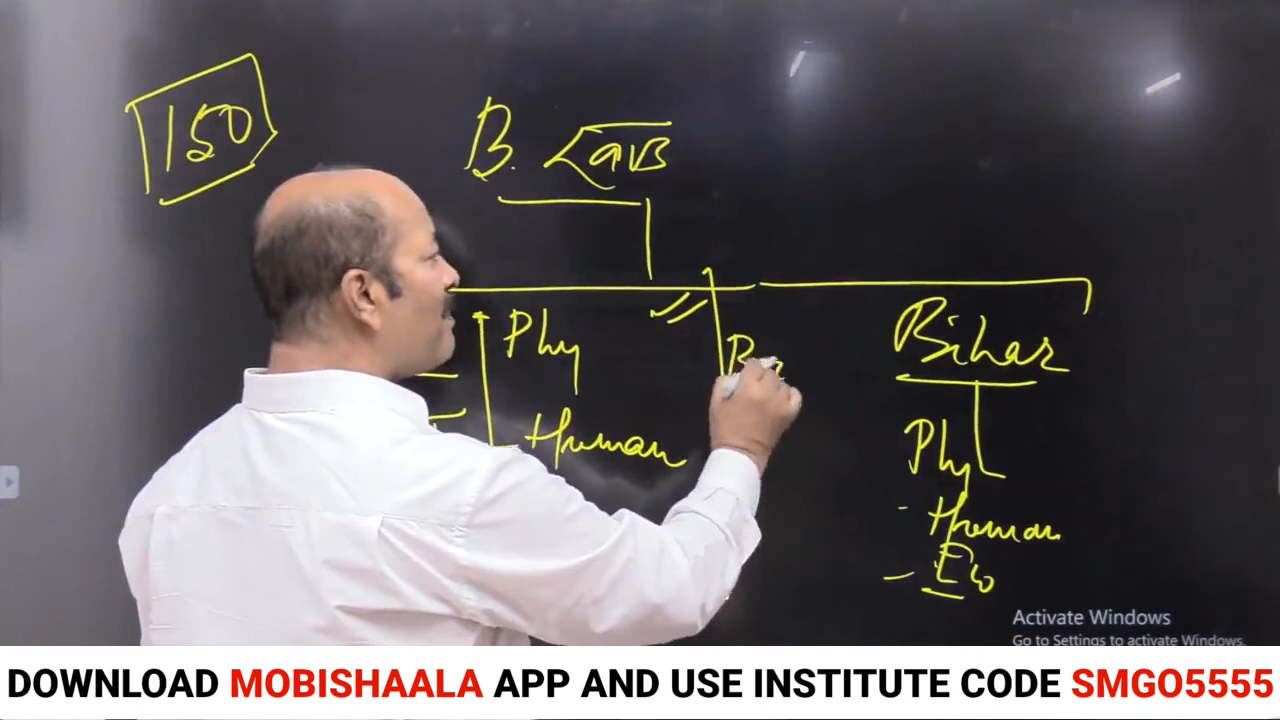 150
B.
Phy
Human
Bihar
Phy
- Human
- Eco
Activate Windows
Go to Settings to activate Windows.
DOWNLOAD MOBISHAALA APP AND USE INSTITUTE CODE SMGO5555